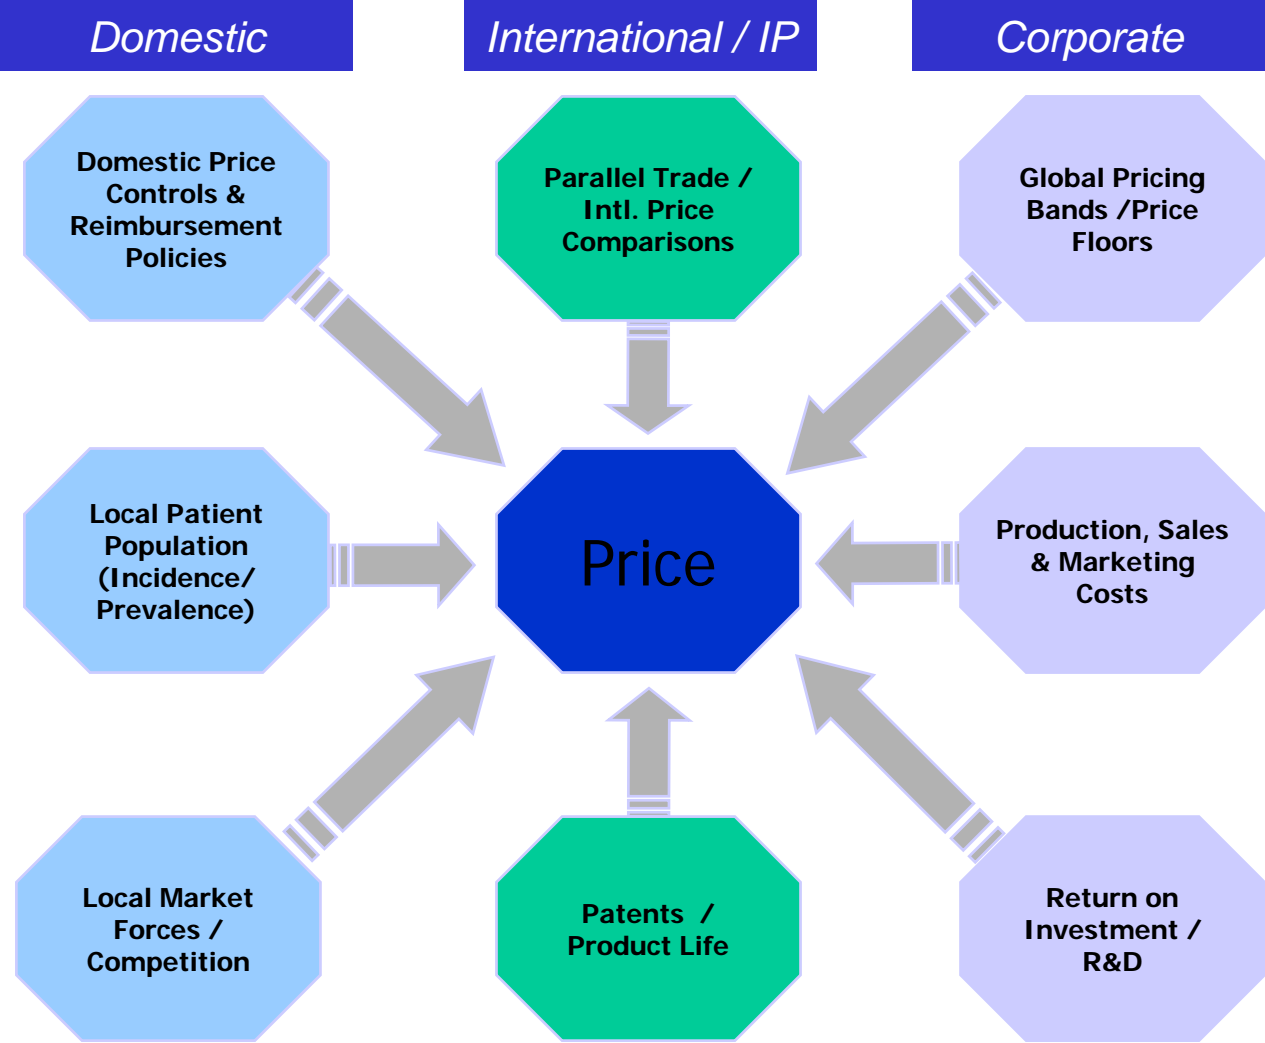 Domestic
International / IP
Corporate
Domestic Price
Controls &
Reimbursement
Policies
Parallel Trade /
Intl. Price
Comparisons
Global Pricing
Bands /Price
Floors
Local Patient
Population
(Incidence/
Prevalence)
Price
Production, Sales
& Marketing
Costs
Local Market
Forces /
Competition
Patents /
Product Life
Return on
Investment /
R&D